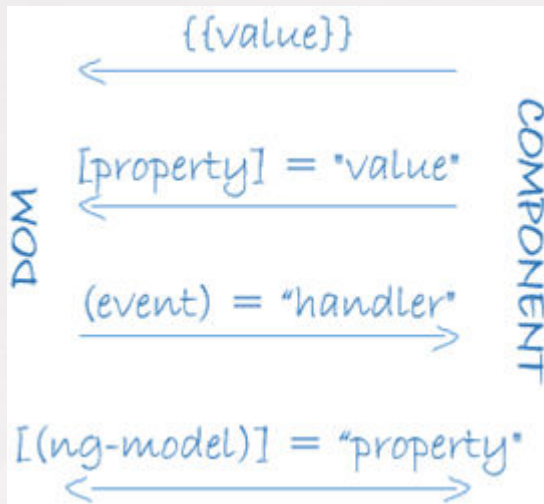 {{value}}
[property] = "value"
DOM
COMPONENT
(event) = "handler"
[(ng-model)] = "property"